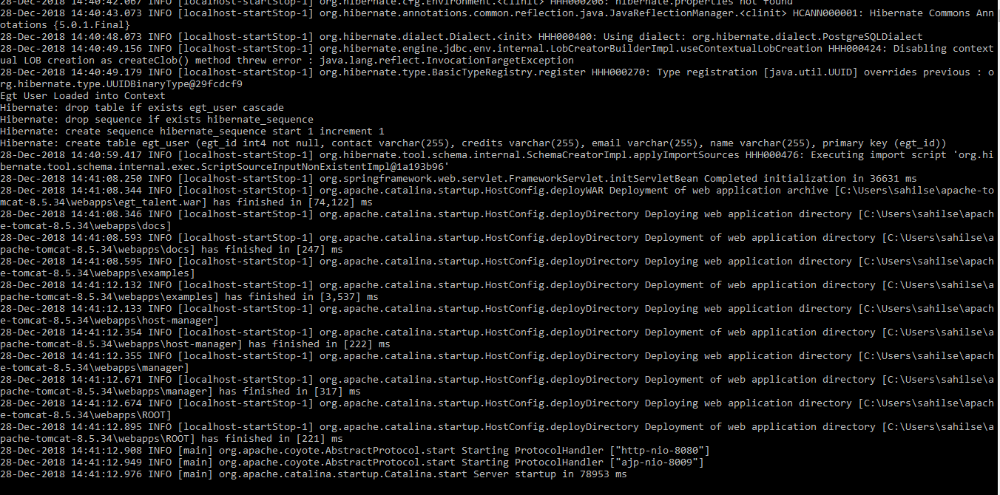 28-Dec-2018 14:40:42.067 INFO [localhost-startStop-1] org.hibernate.cfg.Environment.<clinit> HHH000206: hibernate.properties not found
28-Dec-2018 14:40:43.073 INFO [localhost-startStop-1] org.hibernate.annotations.common.reflection.java.JavaReflectionManager.<clinit> HCANN000001: Hibernate Commons Ann
otations {5.0.1.Final}
28-Dec-2018 14:40:48.073 INFO [localhost-startStop-1] org.hibernate.dialect.Dialect.<init> HHH000400: Using dialect: org.hibernate.dialect.PostgreSQLDialect
28-Dec-2018 14:40:49.156 INFO [localhost-startStop-1] org.hibernate.engine.jdbc.env.internal.LobCreatorBuilderImpl.useContextualLobCreation HHH000424: Disabling context
ual LOB creation as createClob() method threw error : java.lang.reflect.InvocationTargetException
28-Dec-2018 14:40:49.179 INFO [localhost-startStop-1] org.hibernate.type.BasicTypeRegistry.register HHH000270: Type registration [java.util.UUID] overrides previous : o
rg.hibernate.type.UUIDBinaryType@29fcdcf9
Egt User Loaded into Context
Hibernate: drop table if exists egt_user cascade
Hibernate: drop sequence if exists hibernate_sequence
Hibernate: create sequence hibernate_sequence start 1 increment 1
Hibernate: create table egt_user (egt_id int4 not null, contact varchar(255), credits varchar(255), email varchar(255), name varchar(255), primary key (egt_id))
28-Dec-2018 14:40:59.417 INFO [localhost-startStop-1] org.hibernate.tool.schema.internal.SchemaCreatorImpl.applyImportSources HHH000476: Executing import script 'org.hi
bernate.tool.schema.internal.exec.ScriptSourceInputNonExistentImpl@1a193b96'
28-Dec-2018 14:41:08.250 INFO [localhost-startStop-1] org.springframework.web.servlet.FrameworkServlet.initServletBean Completed initialization in 36631 ms
28-Dec-2018 14:41:08.344 INFO [localhost-startStop-1] org.apache.catalina.startup.HostConfig.deployWAR Deployment of web application archive [C:\Users\sahilse\apache-to
mcat-8.5.34\webapps\egt_talent.war] has finished in [74,122] ms
28-Dec-2018 14:41:08.346 INFO [localhost-startStop-1] org.apache.catalina.startup.HostConfig.deployDirectory Deploying web application directory [C:\Users\sahilse\apach
e-tomcat-8.5.34\webapps\docs]
28-Dec-2018 14:41:08.593 INFO [localhost-startStop-1] org.apache.catalina.startup.HostConfig.deployDirectory Deployment of web application directory [C:\Users\sahilse\a
pache-tomcat-8.5.34\webapps\docs] has finished in [247] ms
28-Dec-2018 14:41:08.595 INFO [localhost-startStop-1] org.apache.catalina.startup.HostConfig.deployDirectory Deploying web application directory [C:\Users\sahilse\apach
e-tomcat-8.5.34\webapps\examples]
28-Dec-2018 14:41:12.132 INFO [localhost-startStop-1] org.apache.catalina.startup.HostConfig.deployDirectory Deployment of web application directory [C:\Users\sahilse\a
pache-tomcat-8.5.34\webapps\examples] has finished in [3,537] ms
28-Dec-2018 14:41:12.133 INFO [localhost-startStop-1] org.apache.catalina.startup.HostConfig.deployDirectory Deploying web application directory [C:\Users\sahilse\apach
e-tomcat-8.5.34\webapps\host-manager]
28-Dec-2018 14:41:12.354 INFO [localhost-startStop-1] org.apache.catalina.startup.HostConfig.deployDirectory Deployment of web application directory [C:\Users\sahilse\a
pache-tomcat-8.5.34\webapps\host-manager] has finished in [222] ms
28-Dec-2018 14:41:12.355 INFO [localhost-startStop-1] org.apache.catalina.startup.HostConfig.deployDirectory Deploying web application directory [C:\Users\sahilse\apach
e-tomcat-8.5.34\webapps\manager]
28-Dec-2018 14:41:12.671 INFO [localhost-startStop-1] org.apache.catalina.startup.HostConfig.deployDirectory Deployment of web application directory [C:\Users\sahilse\a
pache-tomcat-8.5.34\webapps\manager] has finished in [317] ms
28-Dec-2018 14:41:12.674 INFO [localhost-startStop-1] org.apache.catalina.startup.HostConfig.deployDirectory Deploying web application directory [C:\Users\sahilse\apach
e-tomcat-8.5.34\webapps\ROOT]
28-Dec-2018 14:41:12.895 INFO [localhost-startStop-1] org.apache.catalina.startup.HostConfig.deployDirectory Deployment of web application directory [C:\Users\sahilse\a
pache-tomcat-8.5.34\webapps\ROOT] has finished in [221] ms
28-Dec-2018 14:41:12.908 INFO [main] org.apache.coyote.AbstractProtocol.start Starting ProtocolHandler ["http-nio-8080"]
28-Dec-2018 14:41:12.949 INFO [main] org.apache.coyote.AbstractProtocol.start Starting ProtocolHandler ["ajp-nio-8009"]
28-Dec-2018 14:41:12.976 INFO [main] org.apache.catalina.startup.Catalina.start Server startup in 78953 ms